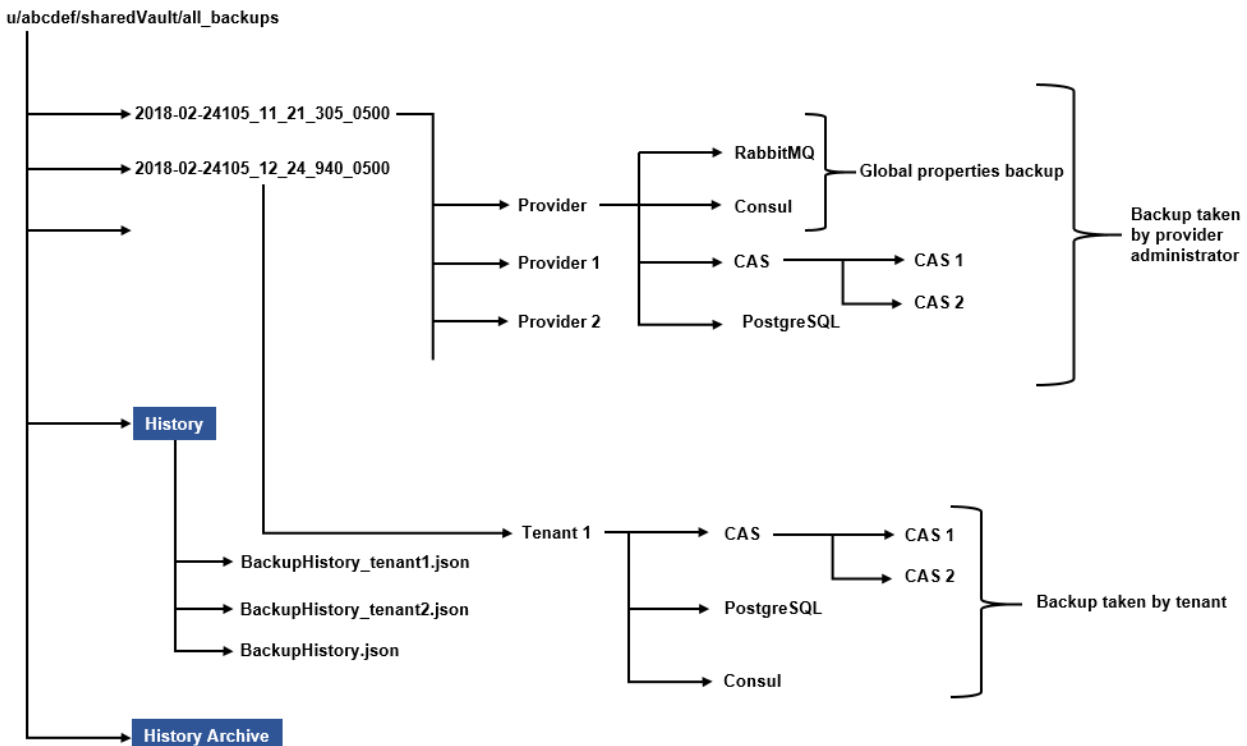 u/abcdef/sharedVault/all_backups
2018-02-24105_11_21_305_0500
2018-02-24105_12_24_940_0500
Provider
Provider 1
Provider 2
RabbitMQ
Consul
CAS
PostgreSQL
CAS 1
CAS 2
Global properties backup
Backup taken
by provider
administrator
History
BackupHistory_tenant1.json
BackupHistory_tenant2.json
BackupHistory.json
Tenant 1
CAS
PostgreSQL
Consul
CAS 1
CAS 2
Backup taken by tenant
History Archive